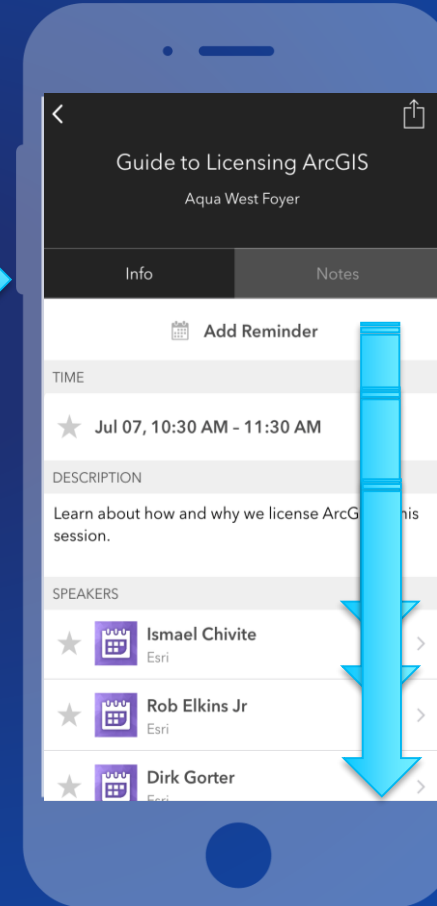 Guide to Licensing ArcGIS
Aqua West Foyer
Info
Notes
Add Reminder
TIME
Jul 07, 10:30 AM – 11:30 AM
DESCRIPTION
Learn about how and why we license
session.
SPEAKERS
Ismael Chivite
Esri
Rob Elkins Jr
Esri
Dirk Gorter